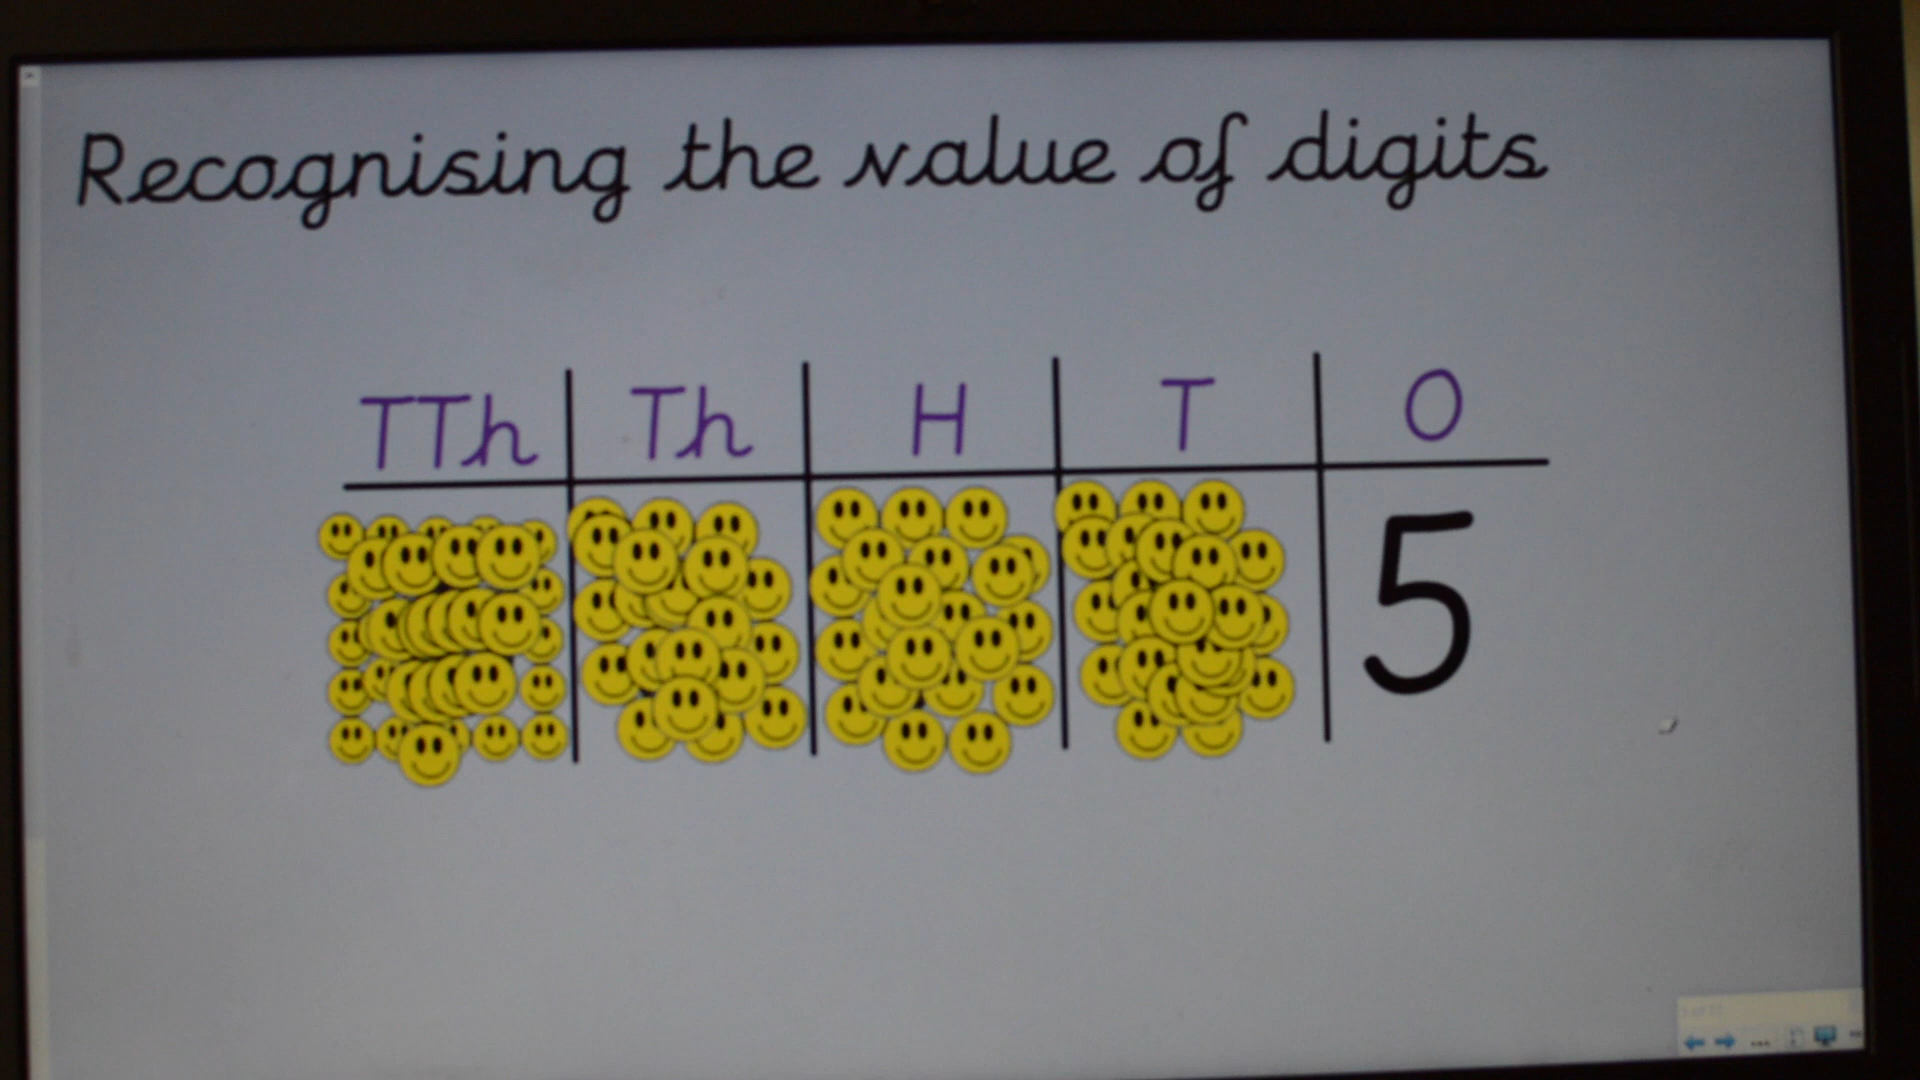 Recognising the value of digits
TTh Th H T O
5